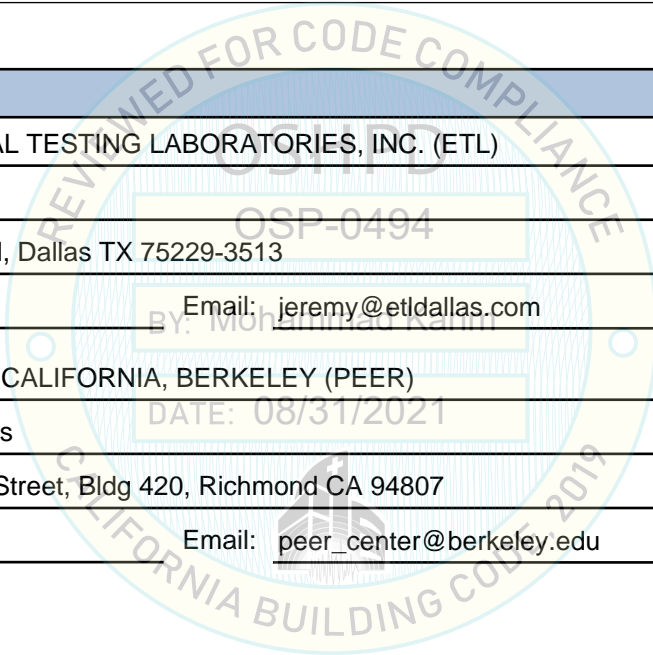 REVIEWED FOR CODE COMPLIANCE
AL TESTING LABORATORIES, INC. (ETL)
OSHPD
OSP-0494
, Dallas TX 75229-3513
Email: jeremy@etldallas.com
BY: Mohammad Karim
CALIFORNIA, BERKELEY (PEER)
DATE: 08/31/2021
s
Street, Bldg 420, Richmond CA 94807
Email: peer_center@berkeley.edu
CALIFORNIA BUILDING CODE, 2019